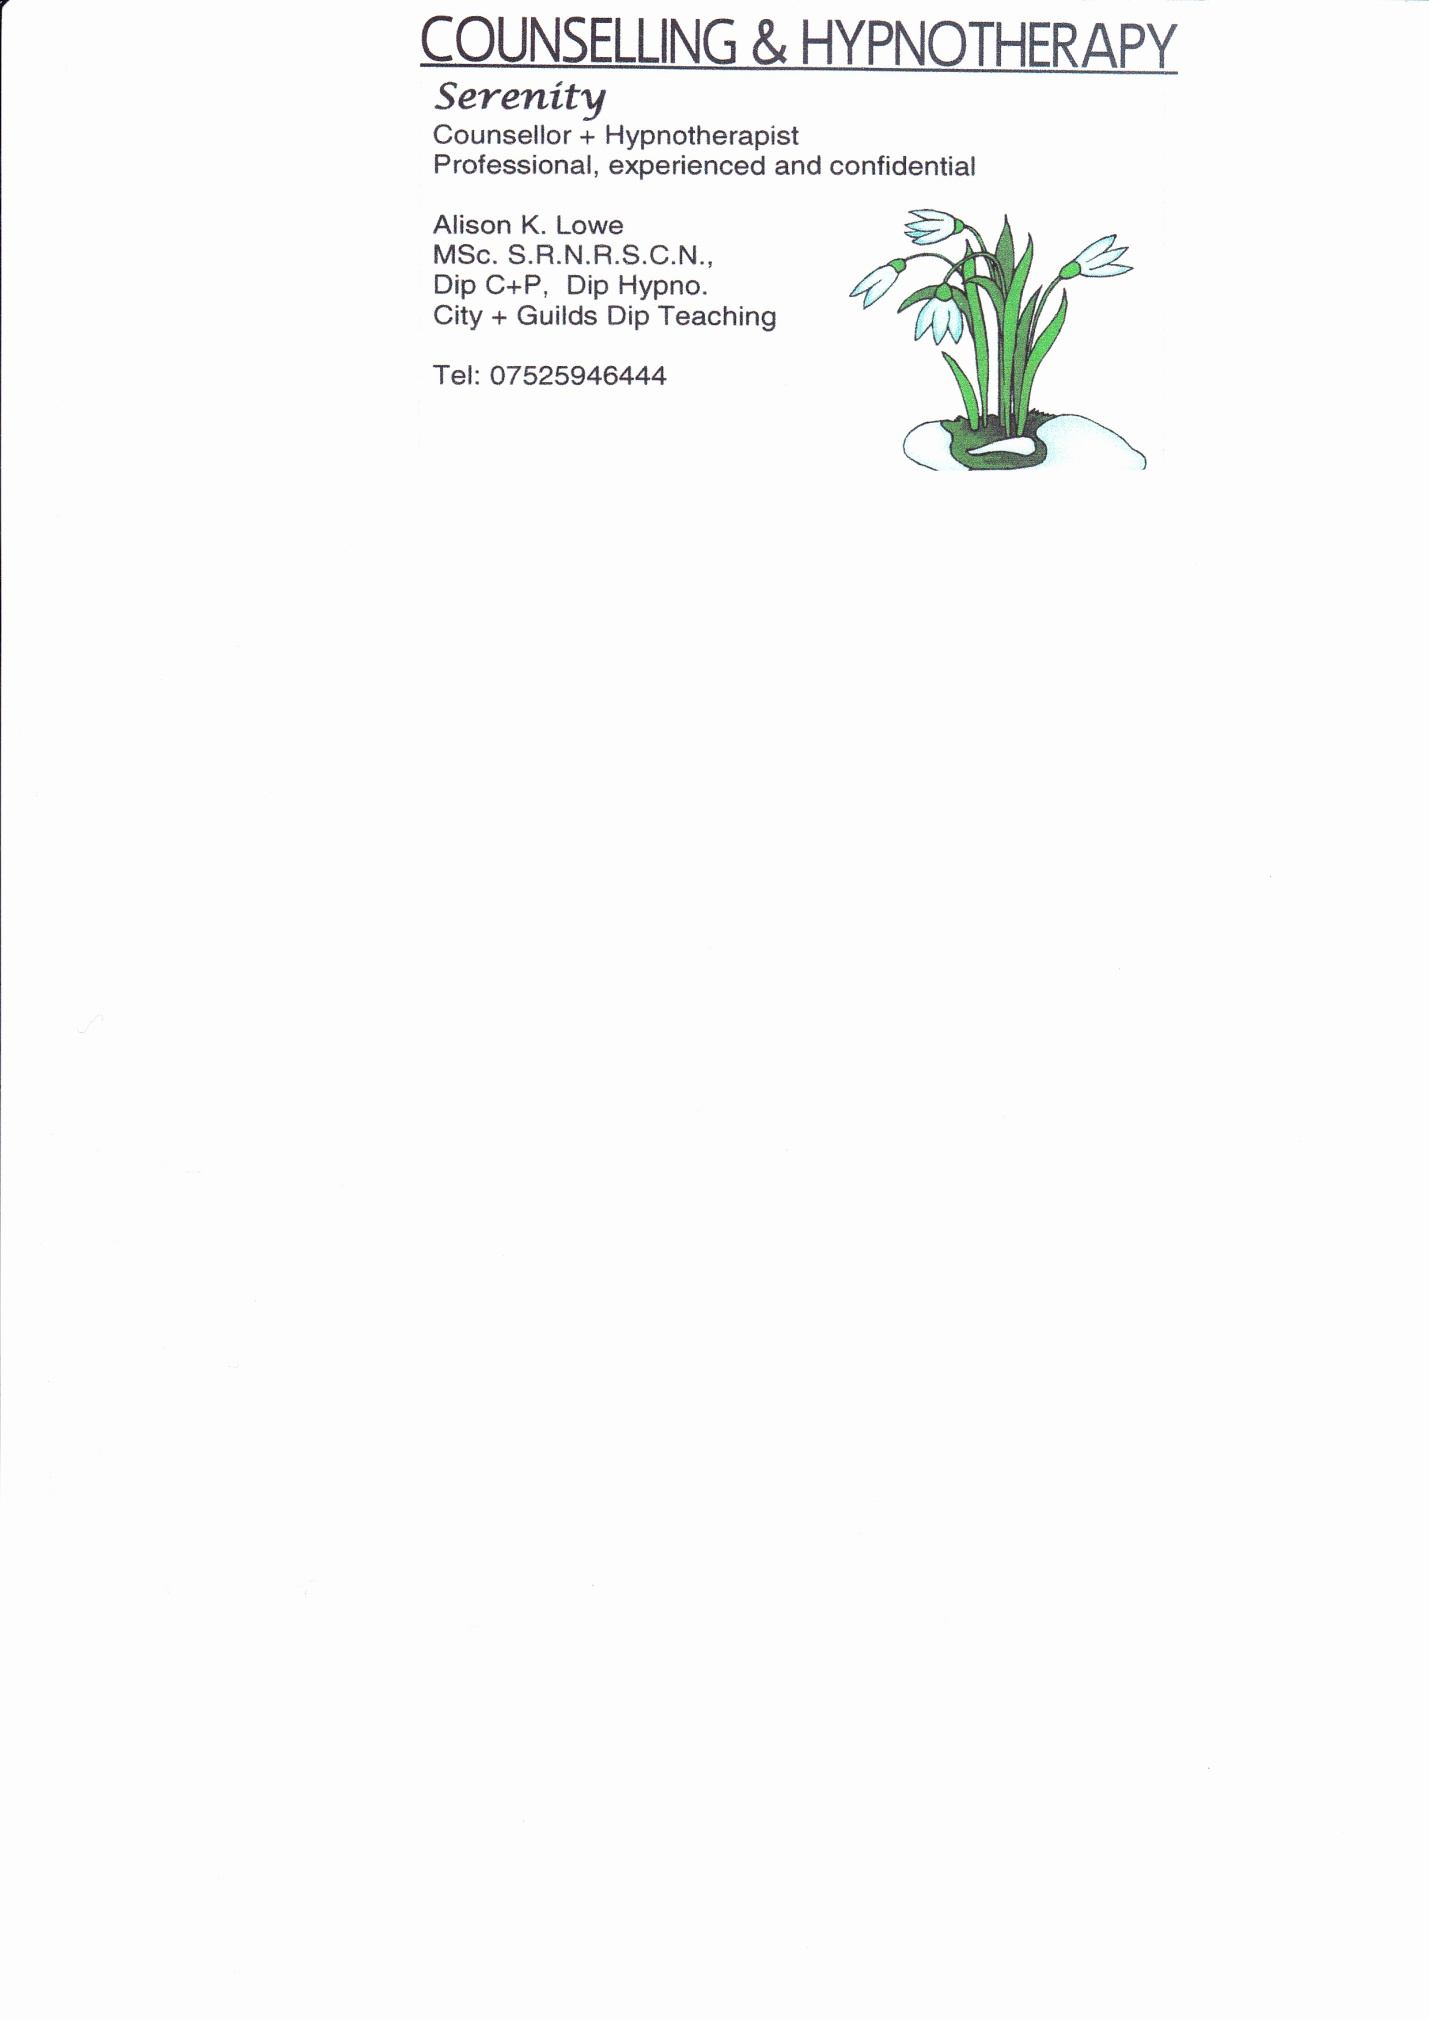 COUNSELLING & HYPNOTHERAPY
Serenity
Counsellor + Hypnotherapist
Professional, experienced and confidential
Alison K. Lowe
MSc. S.R.N.R.S.C.N.,
Dip C+P, Dip Hypno.
City + Guilds Dip Teaching
Tel: 07525946444